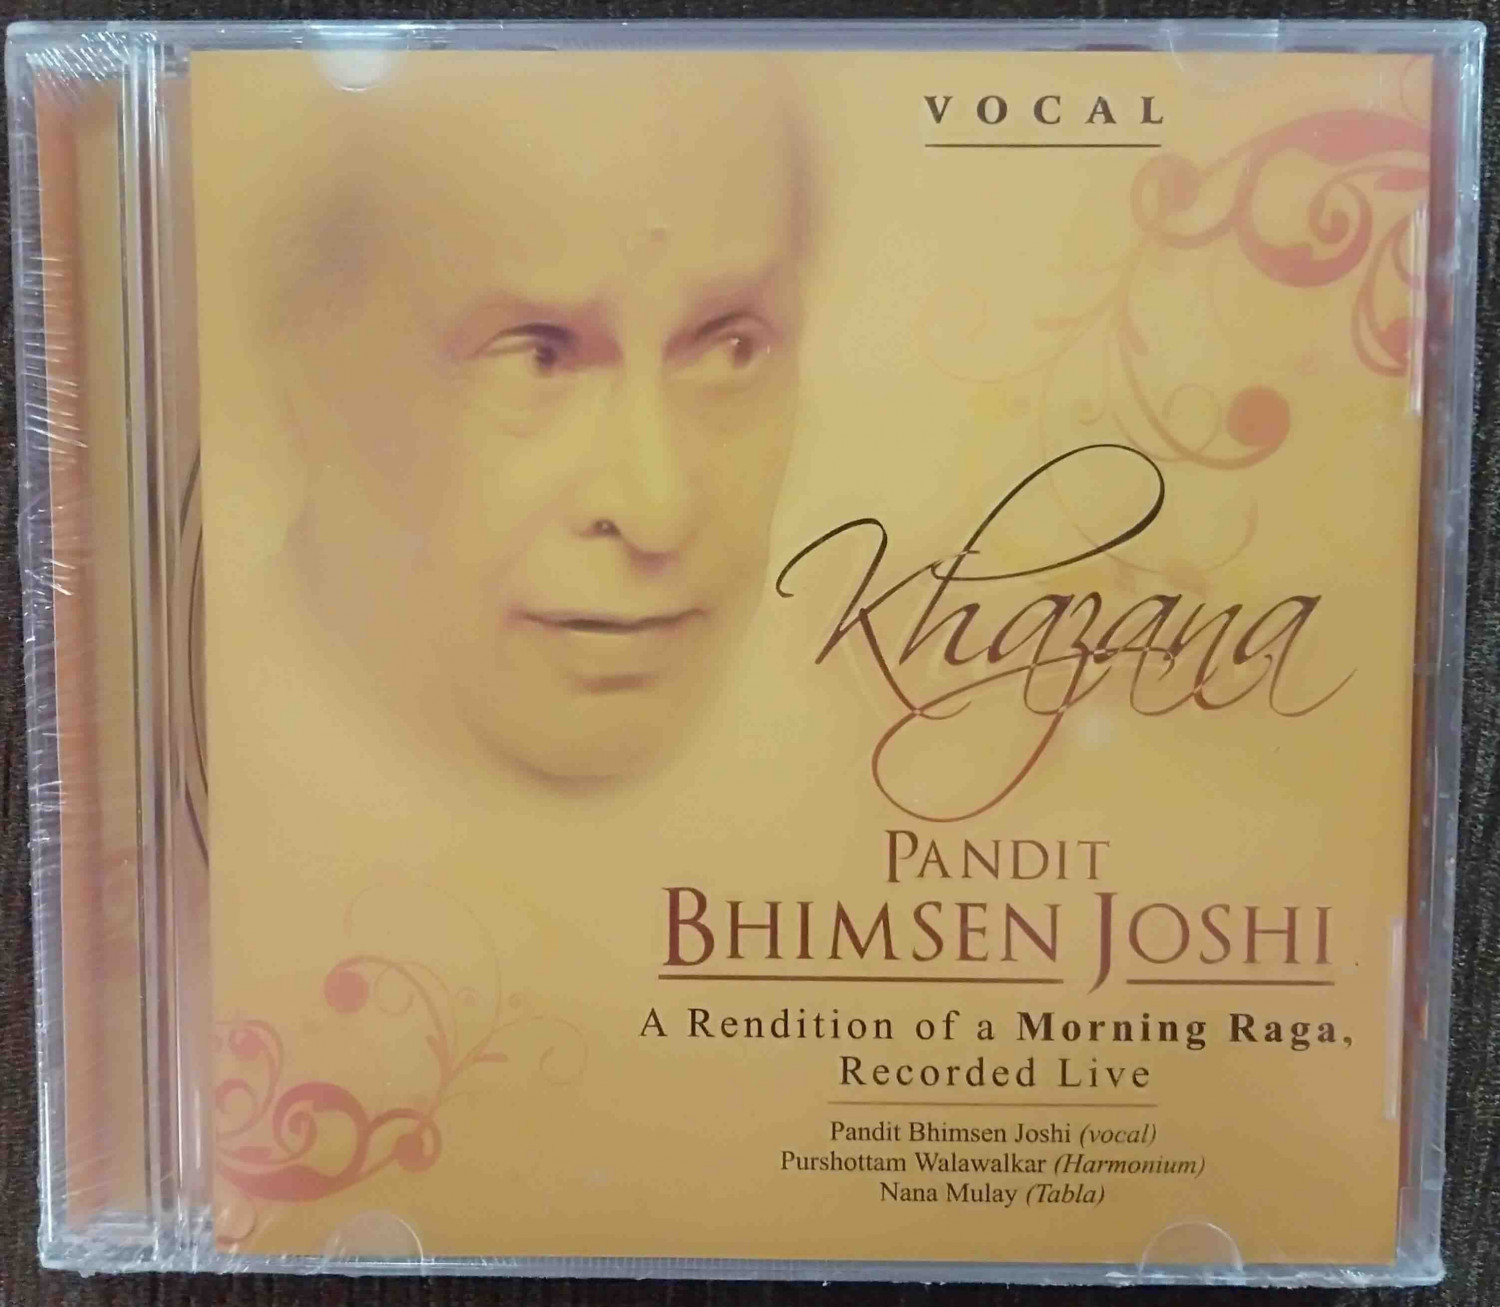 VOCAL
Khazana
PANDIT
BHIMSEN JOSHI
A Rendition of a Morning Raga,
Recorded Live
Pandit Bhimsen Joshi (vocal)
Purshottam Walawalkar (Harmonium)
Nana Mulay (Tabla)